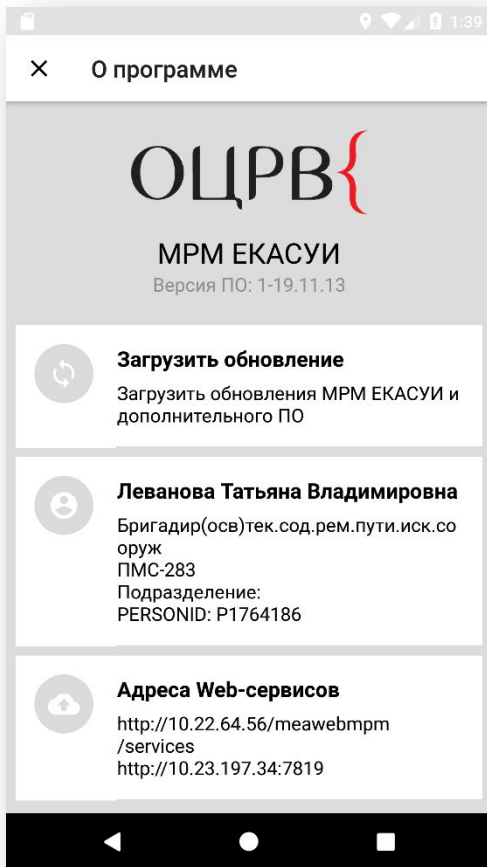 1:39
О программе
ОЦРВ{
МРМ ЕКАСУИ
Версия ПО: 1-19.11.13
Загрузить обновление
Загрузить обновления МРМ ЕКАСУИ и
дополнительного ПО
Леванова Татьяна Владимировна
Бригадир(осв)тек.сод.рем.пути.иск.со
оруж
ПМС-283
Подразделение:
PERSONID: P1764186
Адреса Web-сервисов
http://10.22.64.56/meawebmpm
/services
http://10.23.197.34:7819